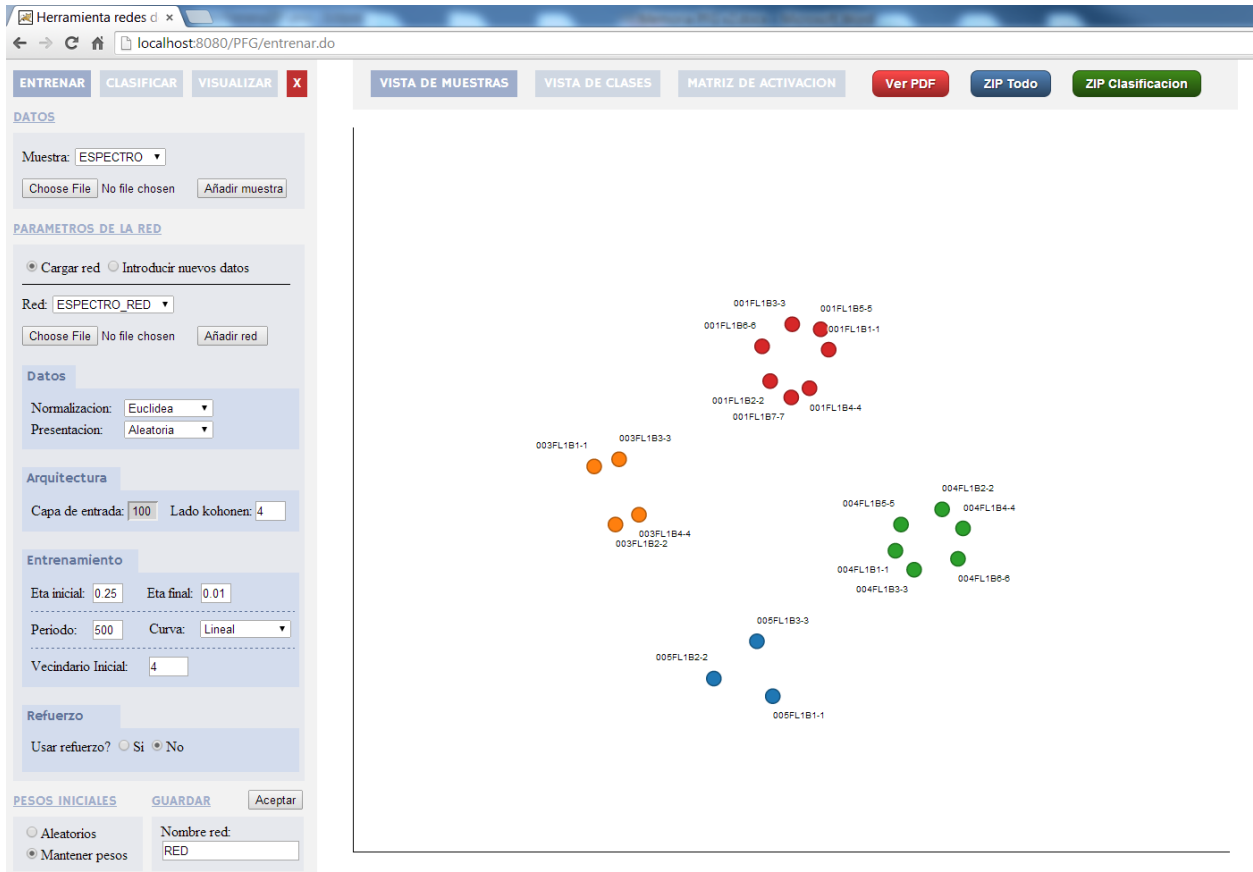 Herramienta redes d
localhost:8080/PFG/entrenar.do
ENTRENAR CLASIFICAR VISUALIZAR X
DATOS
Muestra: ESPECTRO
Choose File No file chosen Añadir muestra
PARAMETROS DE LA RED
Cargar red Introducir nuevos datos
Red: ESPECTRO_RED
Choose File No file chosen Añadir red
Datos
Normalizacion: Euclidea
Presentacion: Aleatoria
Arquitectura
Capa de entrada: 100 Lado kohonen: 4
Entrenamiento
Eta inicial: 0.25 Eta final: 0.01
Periodo: 500 Curva: Lineal
Vecindario Inicial: 4
Refuerzo
Usar refuerzo? Si No
PESOS INICIALES GUARDAR Aceptar
Aleatorios
Mantener pesos
Nombre red:
RED
VISTA DE MUESTRAS VISTA DE CLASES MATRIZ DE ACTIVACION Ver PDF ZIP Todo ZIP Clasificacion
001FL1B3-3
001FL1B5-5
001FL1B6-6
001FL1B1-1
001FL1B2-2
001FL1B4-4
001FL1B7-7
003FL1B1-1
003FL1B3-3
003FL1B4-4
003FL1B2-2
004FL1B2-2
004FL1B5-5
004FL1B4-4
004FL1B1-1
004FL1B6-6
004FL1B3-3
005FL1B3-3
005FL1B2-2
005FL1B1-1